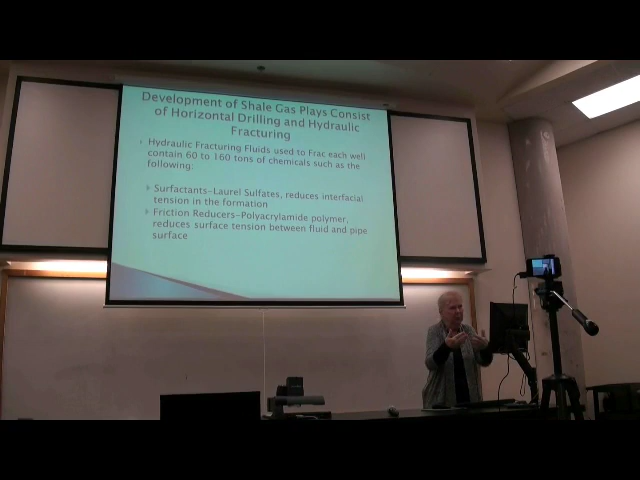 Development of Shale Gas Plays Consist
of Horizontal Drilling and Hydraulic
Fracturing
Hydraulic Fracturing Fluids used to Frac each well
contain 60 to 160 tons of chemicals such as the
following:
Surfactants-Laurel Sulfates, reduces interfacial
tension in the formation
Friction Reducers-Polyacrylamide polymer,
reduces surface tension between fluid and pipe
surface